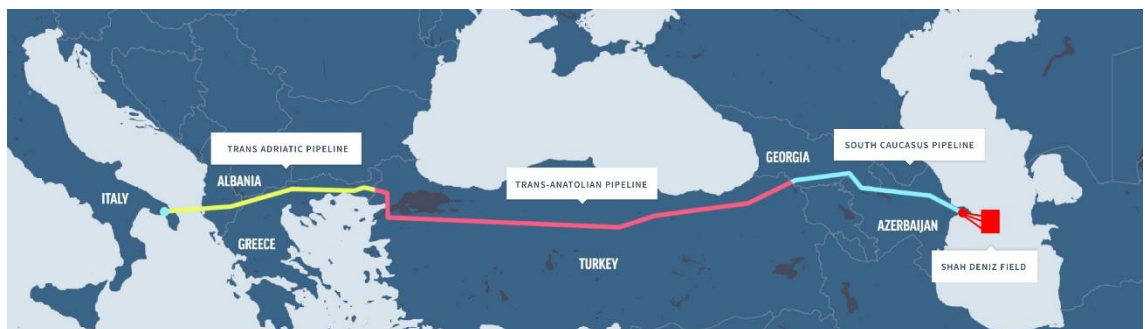 TRANS ADRIATIC PIPELINE
SOUTH CAUCASUS PIPELINE
GEORGIA
ALBANIA
TRANS-ANATOLIAN PIPELINE
ITALY
AZERBAIJAN
GREECE
TURKEY
SHAH DENIZ FIELD